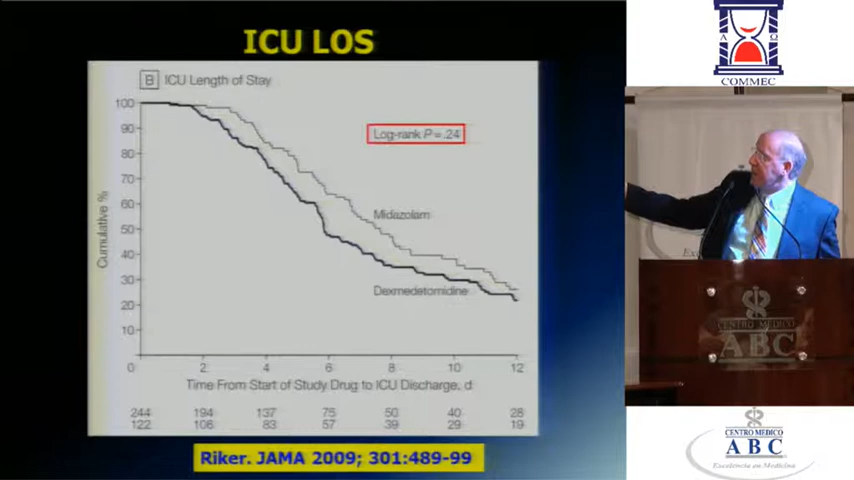 ICU LOS
B ICU Length of Stay
100
90
80
70
60
50
40
30
20
10
0
Cumulative %
Log-rank P = .24
Midazolam
Dexmedetomidine
2 4 6 8 10 12
Time From Start of Study Drug to ICU Discharge, d
244 194 137 75 50 40 28
122 108 83 57 39 29 19
Riker. JAMA 2009; 301:489-99
Α Ω
COMMEC
CENTRO MEDICO
ABC
CENTRO MEDICO
ABC
Excelencia en Medicina